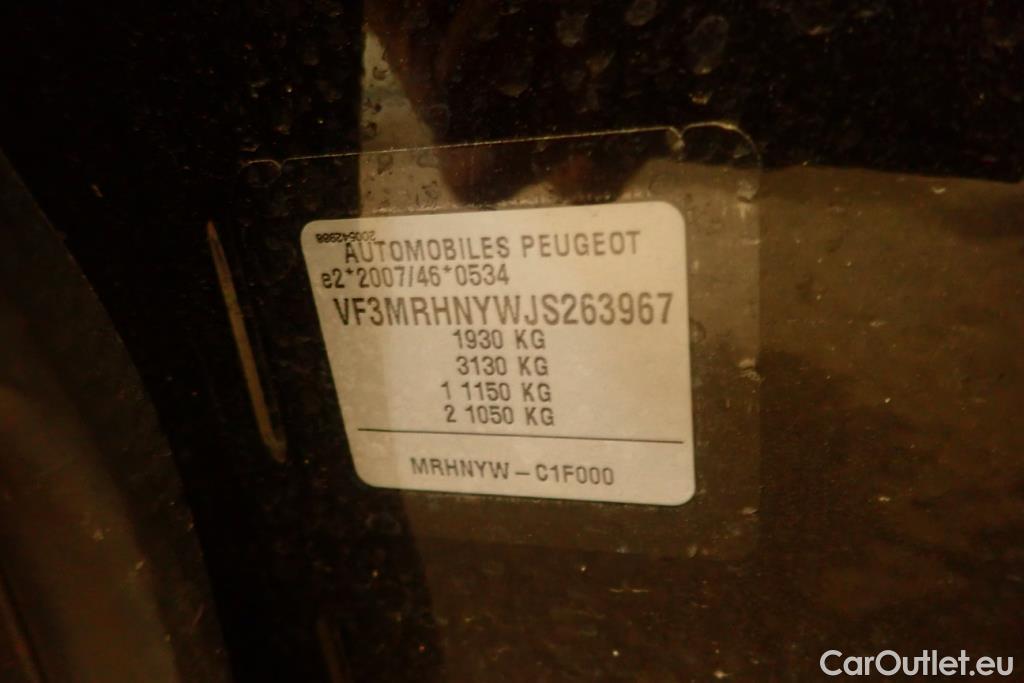 200542988
AUTOMOBILES PEUGEOT
e2*2007/46*0534
VF3MRHNYWJS263967
1930 KG
3130 KG
1 1150 KG
2 1050 KG
MRHNYW - C1F000
CarOutlet.eu